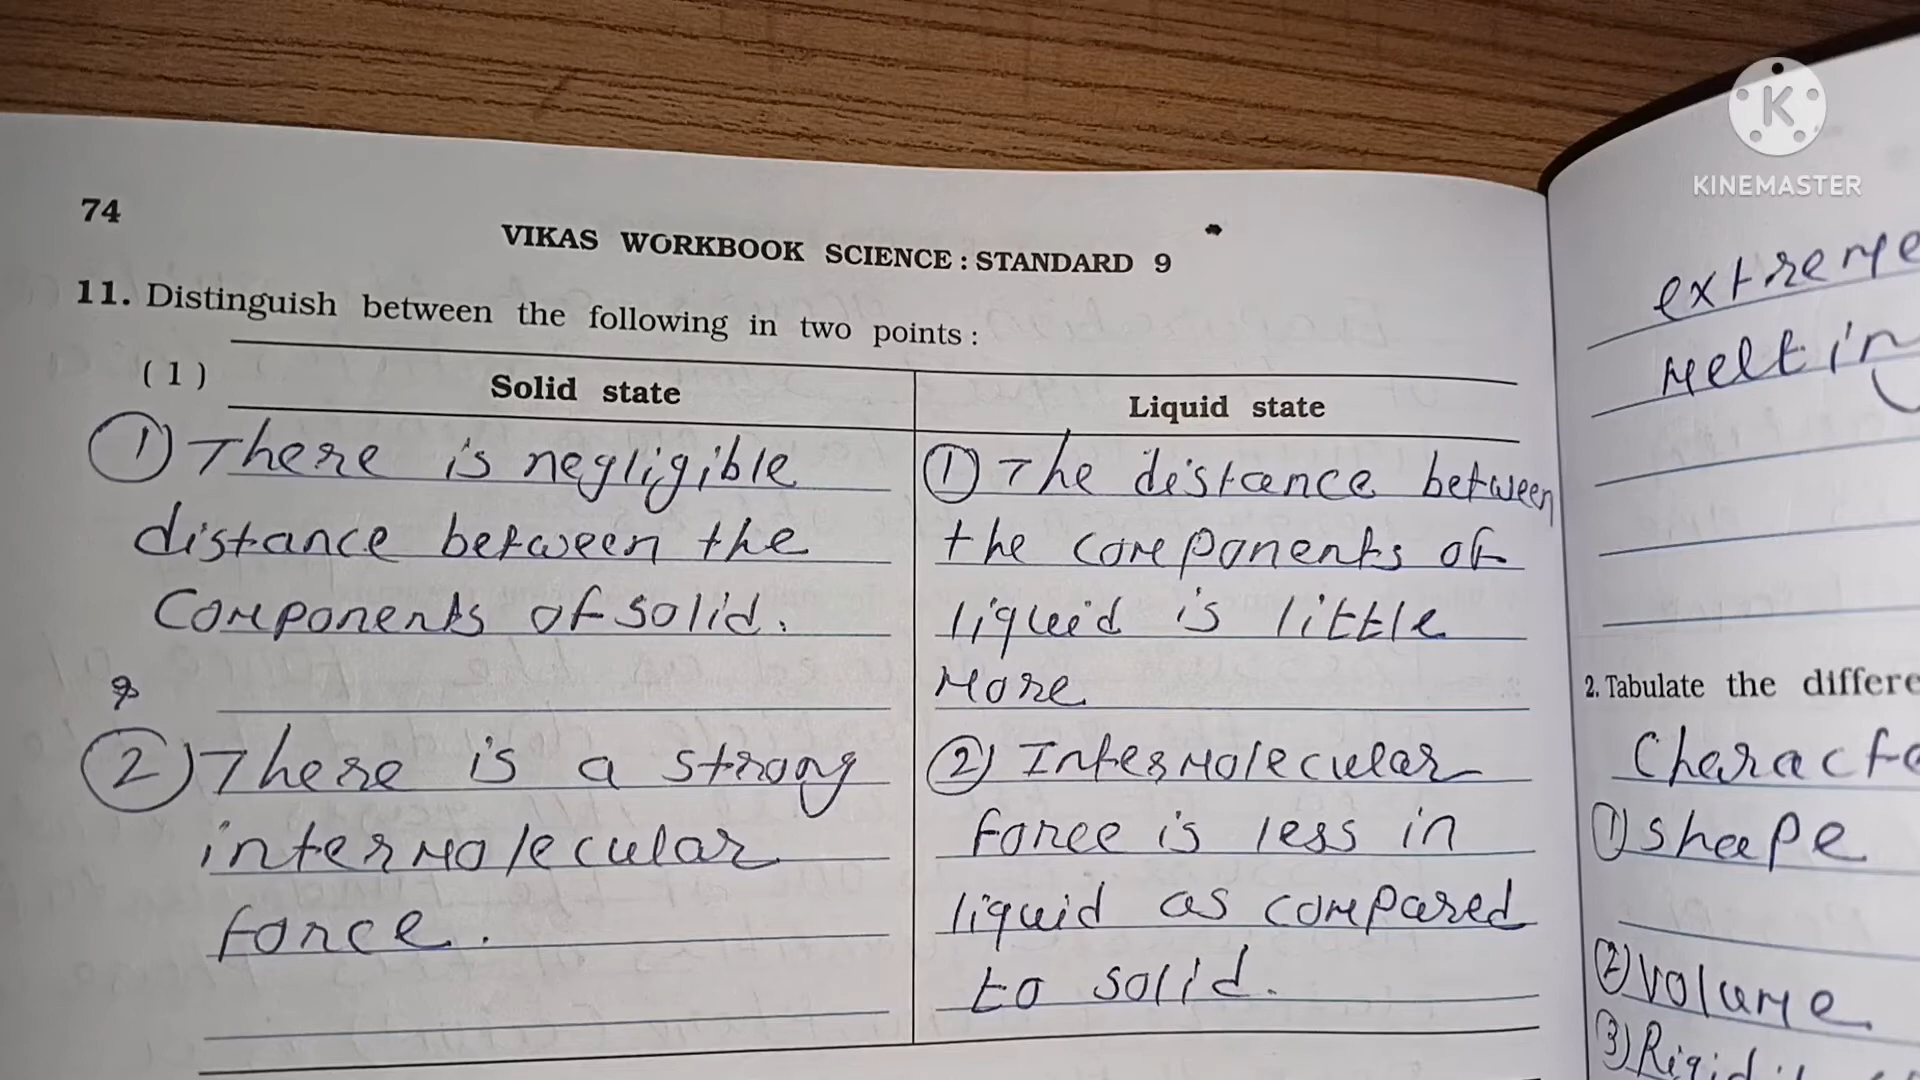 74
VIKAS WORKBOOK SCIENCE : STANDARD 9
11. Distinguish between the following in two points :
(1)
Solid state
① There is negligible
distance between the
components of solid.
② There is a strong
intermolecular
force.
Liquid state
① The distance between
the components of
liquid is little
more
② Intermolecular
force is less in
liquid as compared
to solid.
extreme
meltin
2. Tabulate the differe
Charact
① shape
② volume
③ Rigidi
K
KINEMASTER